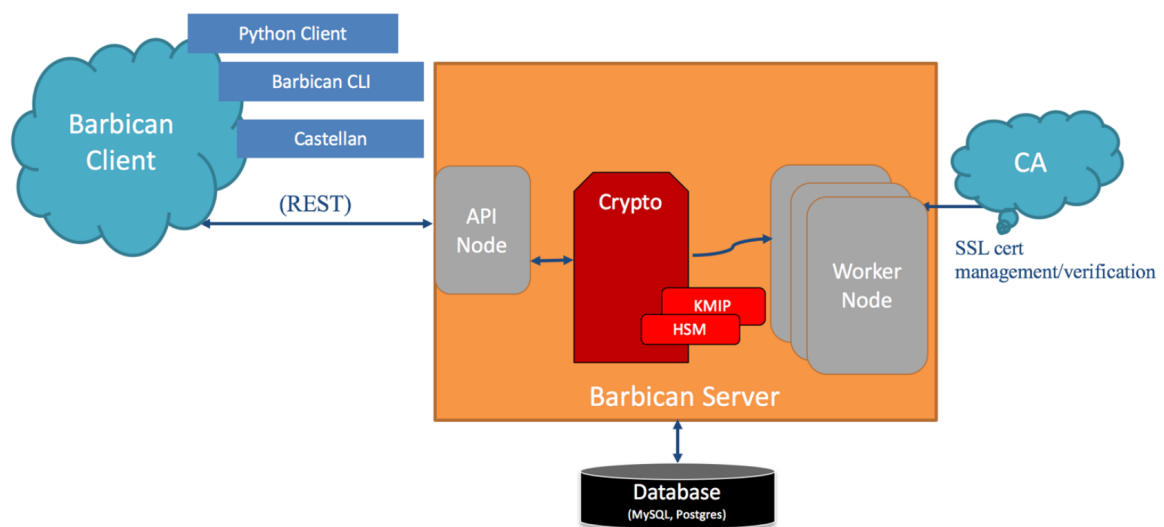 Python Client
Barbican CLI
Castellan
Barbican
Client
(REST)
API
Node
Crypto
KMIP
HSM
Worker
Node
Barbican Server
CA
SSL cert
management/verification
Database
(MySQL, Postgres)